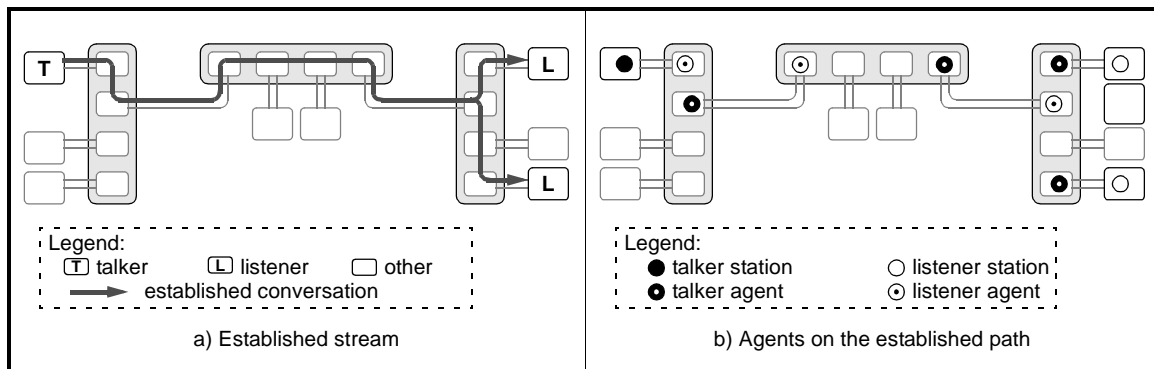 T
L
L
Legend:
T talker L listener other
established conversation
a) Established stream
Legend:
talker station listener station
talker agent listener agent
b) Agents on the established path